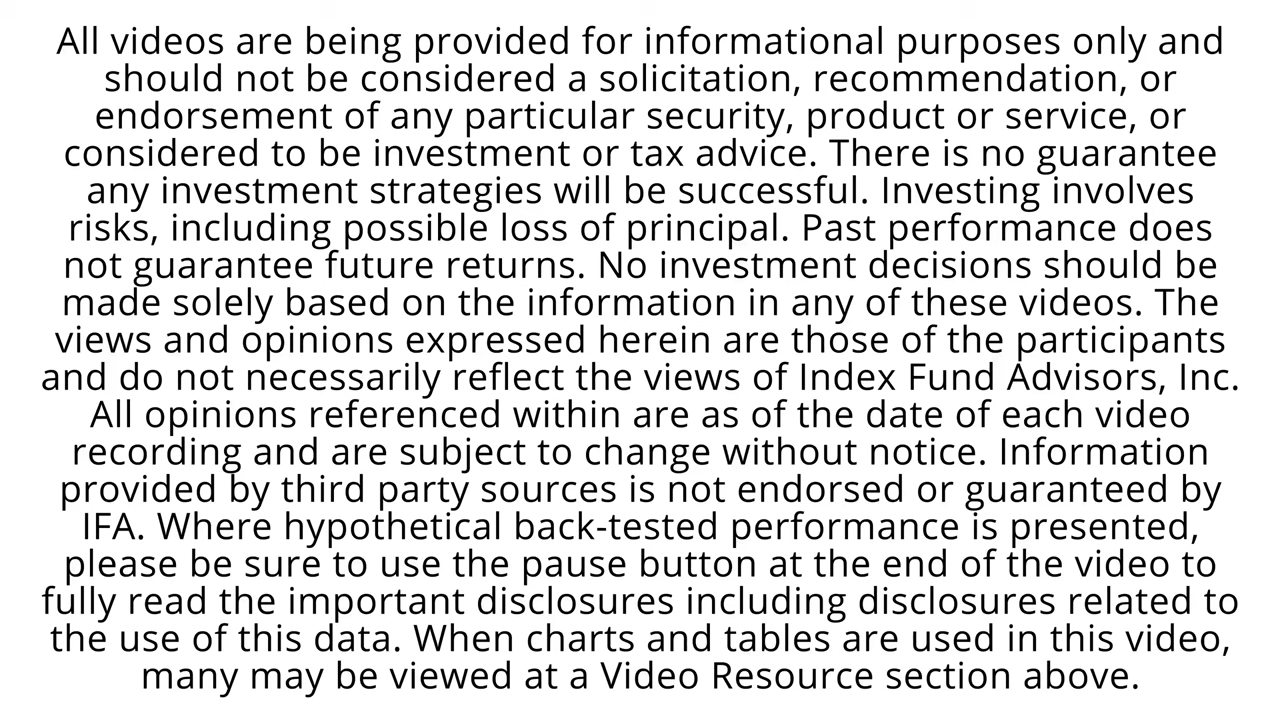 All videos are being provided for informational purposes only and
should not be considered a solicitation, recommendation, or
endorsement of any particular security, product or service, or
considered to be investment or tax advice. There is no guarantee
any investment strategies will be successful. Investing involves
risks, including possible loss of principal. Past performance does
not guarantee future returns. No investment decisions should be
made solely based on the information in any of these videos. The
views and opinions expressed herein are those of the participants
and do not necessarily reflect the views of Index Fund Advisors, Inc.
All opinions referenced within are as of the date of each video
recording and are subject to change without notice. Information
provided by third party sources is not endorsed or guaranteed by
IFA. Where hypothetical back-tested performance is presented,
please be sure to use the pause button at the end of the video to
fully read the important disclosures including disclosures related to
the use of this data. When charts and tables are used in this video,
many may be viewed at a Video Resource section above.